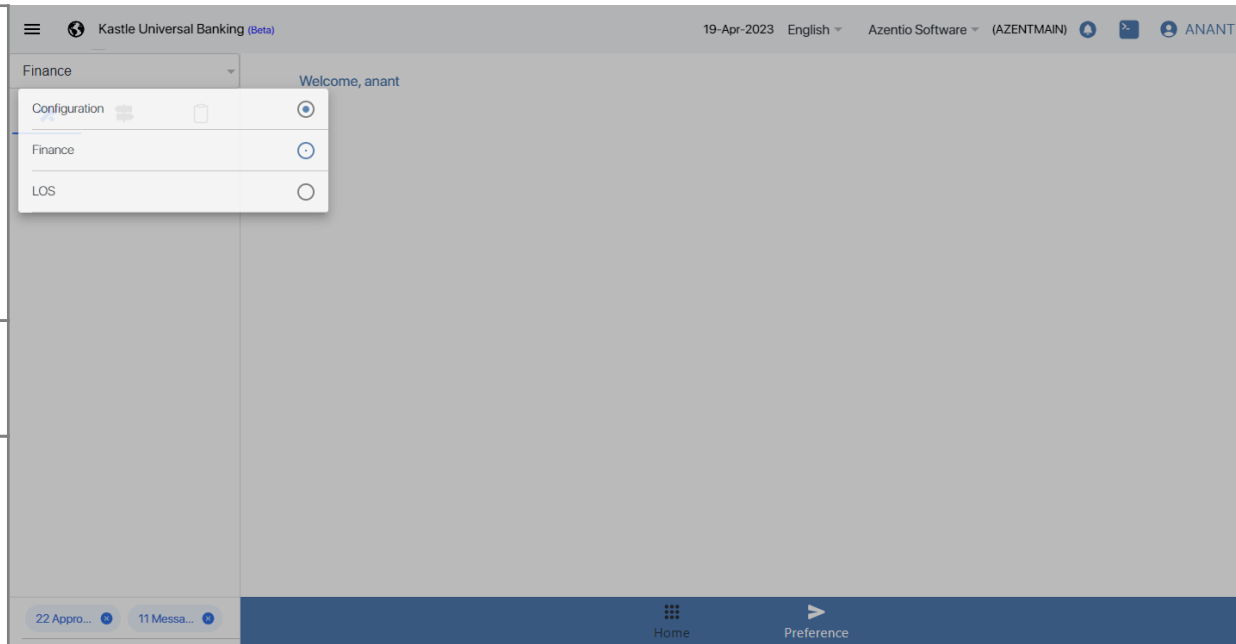 Kastle Universal Banking (Beta) 19-Apr-2023 English Azentio Software (AZENTMAIN) ANANT
Finance
Welcome, anant
Configuration
Finance
LOS
22 Appro... 11 Messa...
Home Preference